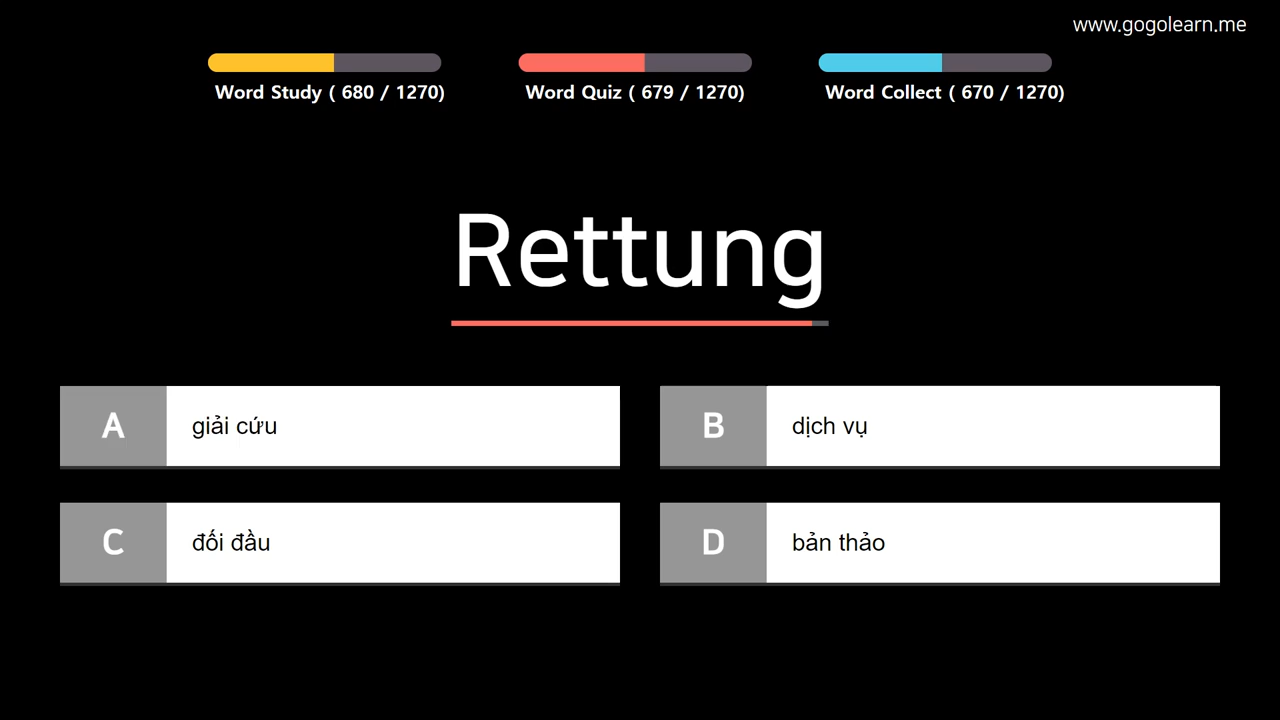 www.gogolearn.me
Word Study ( 680 / 1270)
Word Quiz ( 679 / 1270)
Word Collect ( 670 / 1270)
Rettung
A
giải cứu
B
dịch vụ
C
đối đầu
D
bản thảo